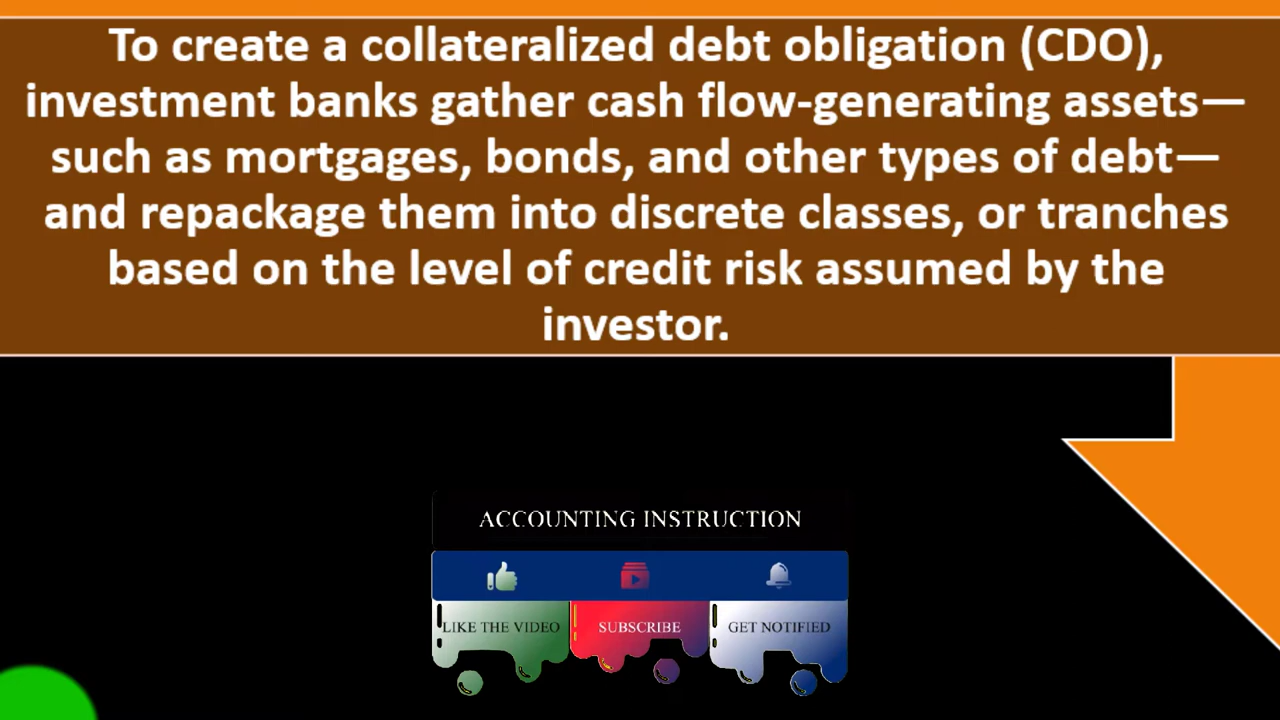 To create a collateralized debt obligation (CDO),
investment banks gather cash flow-generating assets—
such as mortgages, bonds, and other types of debt—
and repackage them into discrete classes, or tranches
based on the level of credit risk assumed by the
investor.
ACCOUNTING INSTRUCTION
LIKE THE VIDEO
SUBSCRIBE
GET NOTIFIED